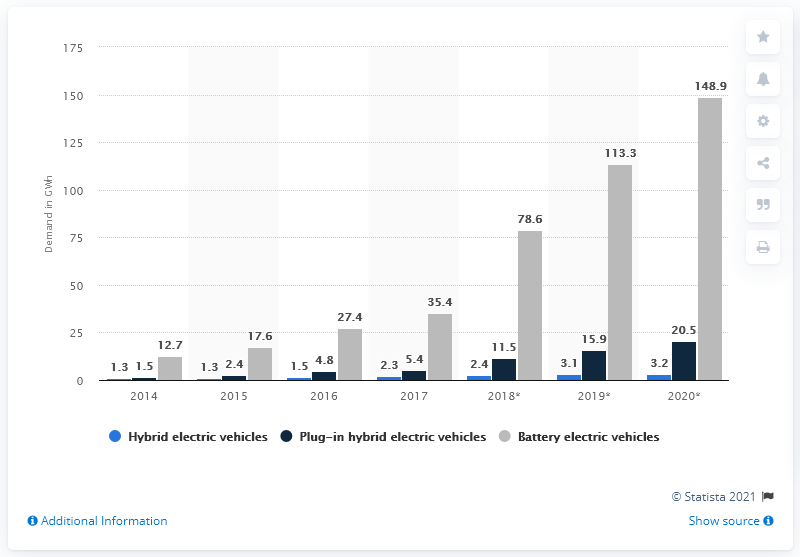 175
150
125
100
75
50
25
0
Demand in GWh
1.3 1.5 12.7
1.3 2.4 17.6
1.5 4.8 27.4
2.3 5.4 35.4
2.4 11.5 78.6
3.1 15.9 113.3
3.2 20.5 148.9
2014 2015 2016 2017 2018* 2019* 2020*
Hybrid electric vehicles Plug-in hybrid electric vehicles Battery electric vehicles
© Statista 2021
Additional Information Show source